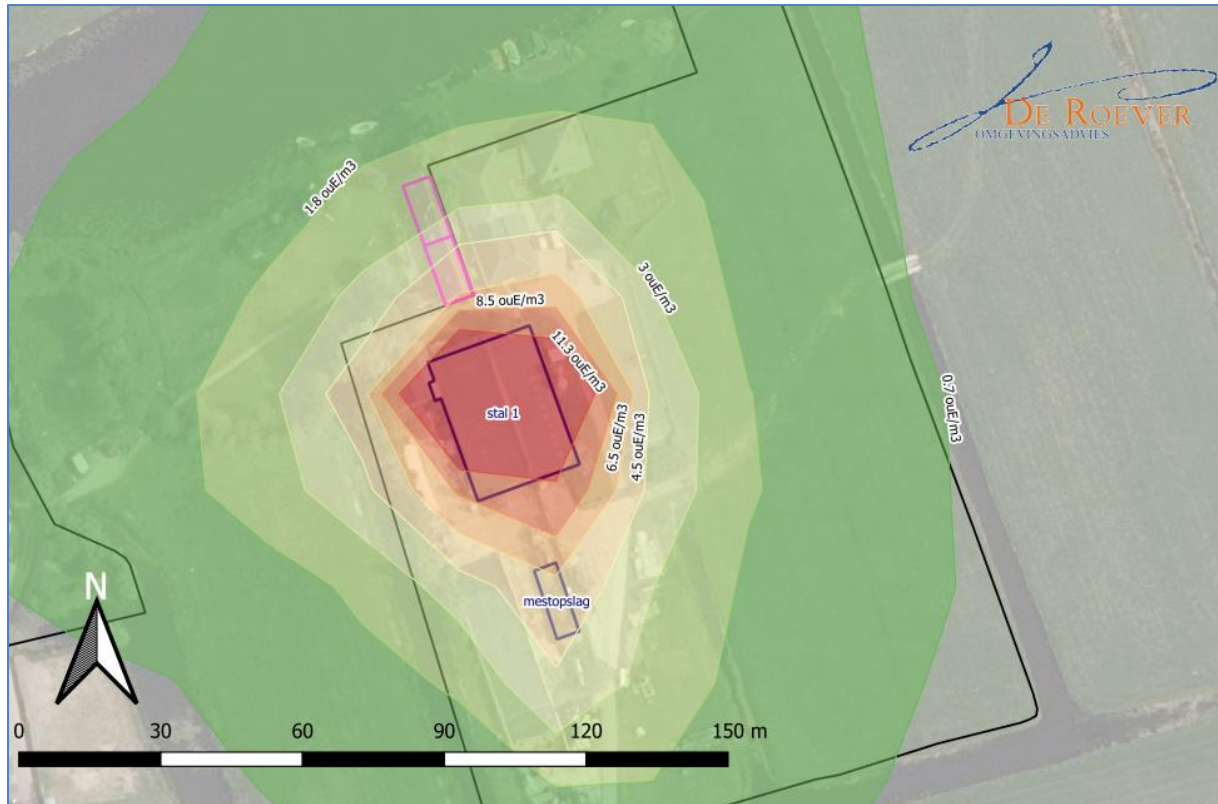 DE ROEVER
OMGEVINGSADVIES
1.8 ouE/m3
3 ouE/m3
8.5 ouE/m3
11.3 ouE/m3
0.7 ouE/m3
stal 1
6.5 ouE/m3
4.5 ouE/m3
mestopslag
N
0 30 60 90 120 150 m